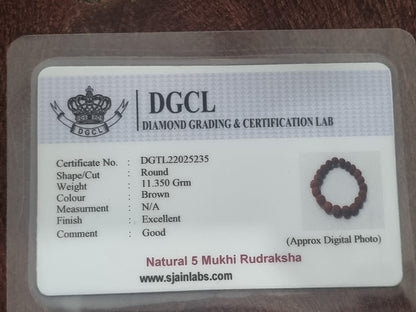 DGCL
DGCL
DIAMOND GRADING & CERTIFICATION LAB
Certificate No. : DGTL22025235
Shape/Cut : Round
Weight : 11.350 Grm
Colour : Brown
Measurment : N/A
Finish : Excellent
Comment : Good
(Approx Digital Photo)
Natural 5 Mukhi Rudraksha
www.sjainlabs.com